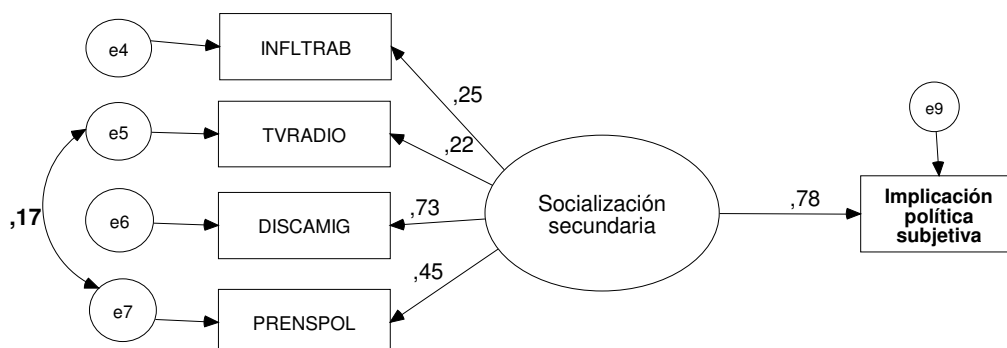 e4
INFLTRAB
,25
e5
TVRADIO
,22
,17
e6
DISCAMIG
,73
e7
PRENSPOL
,45
Socialización
secundaria
,78
e9
Implicación
política
subjetiva